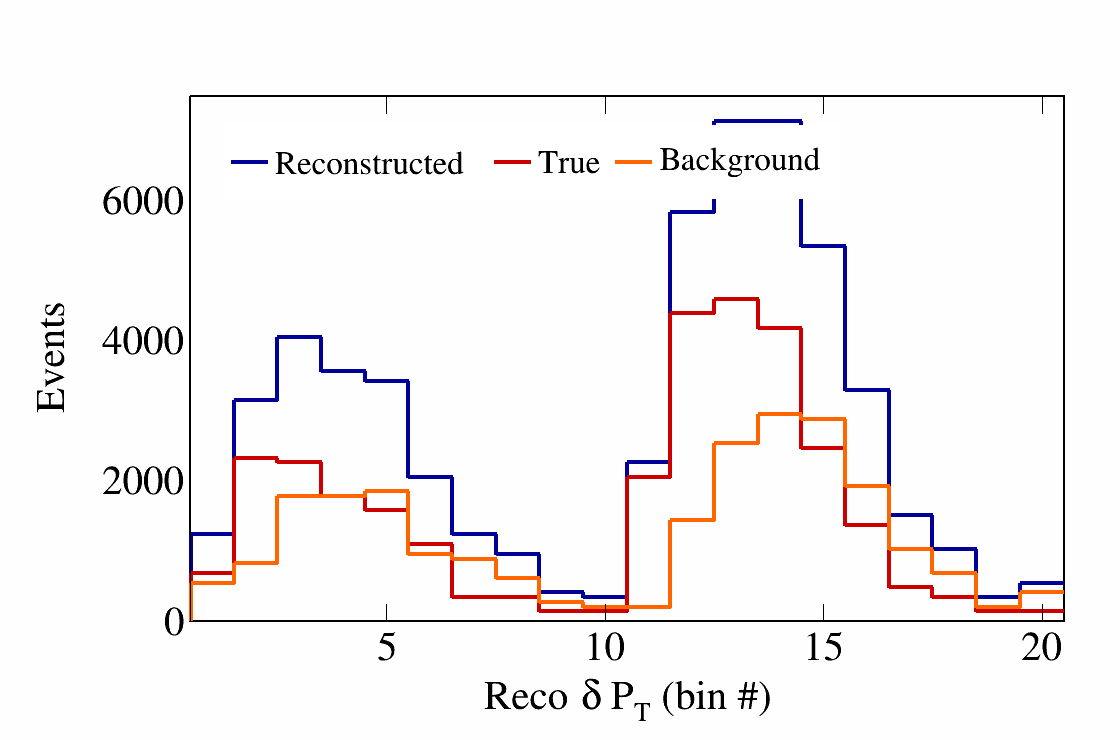 Reconstructed True Background
6000
4000
2000
0
Events
5 10 15 20
Reco δ P_T (bin #)